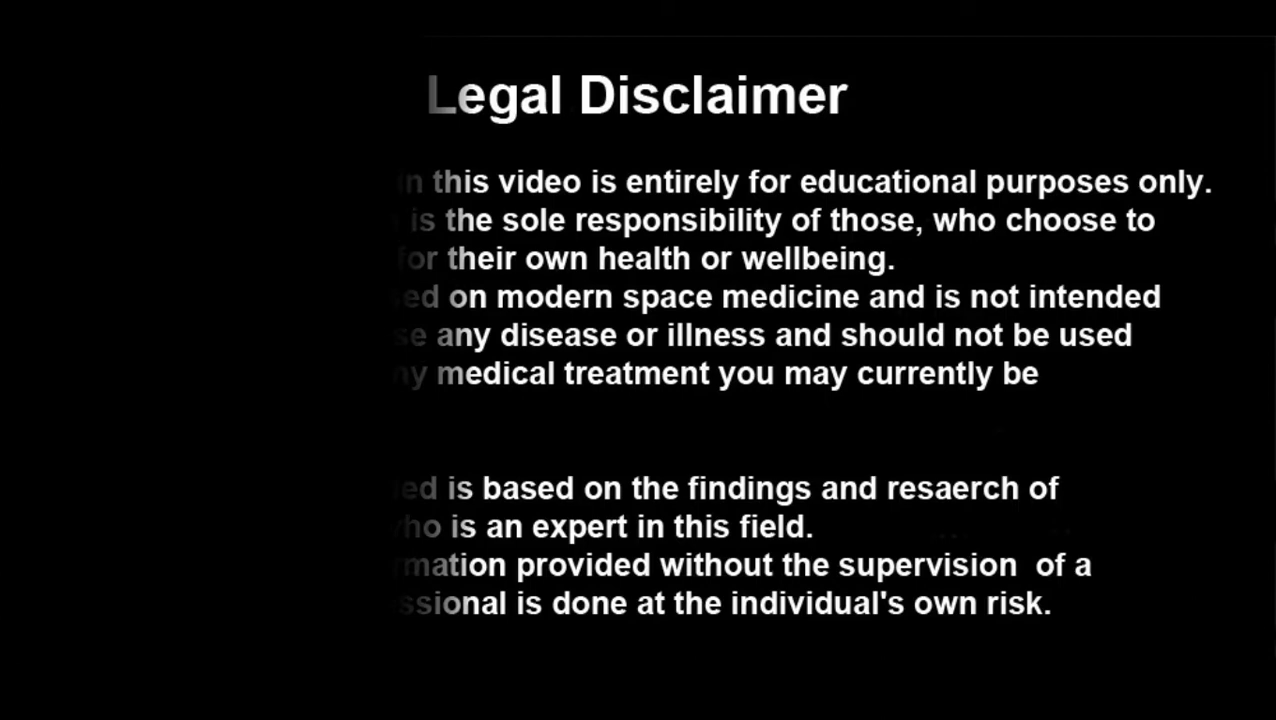 Legal Disclaimer
in this video is entirely for educational purposes only.
is the sole responsibility of those, who choose to
for their own health or wellbeing.
on modern space medicine and is not intended
any disease or illness and should not be used
medical treatment you may currently be
is based on the findings and resaerch of
who is an expert in this field.
provided without the supervision of a
is done at the individual's own risk.